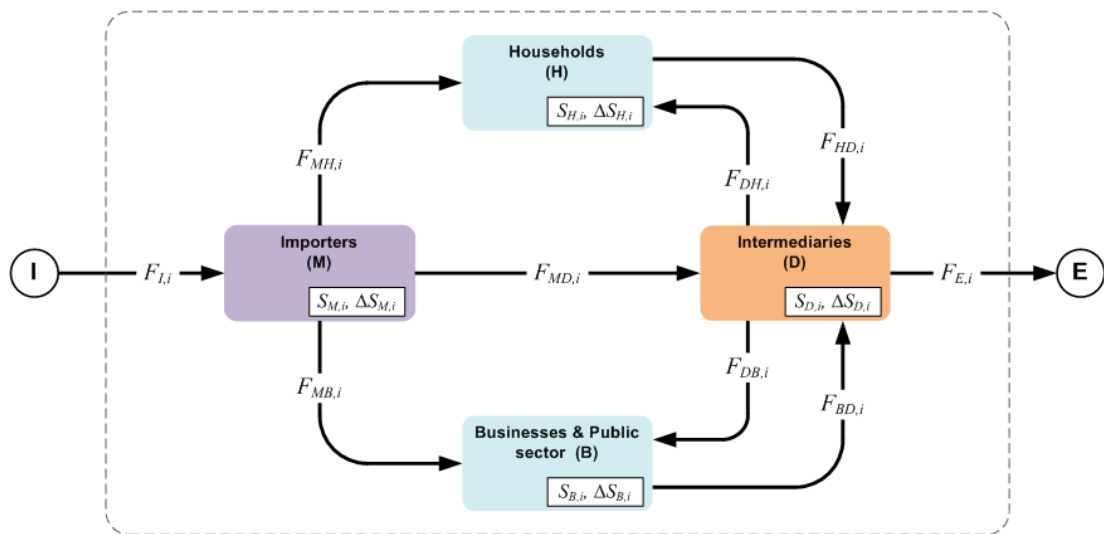 Households
(H)
S_{H,i}, ΔS_{H,i}
F_{MH,i}
F_{HD,i}
F_{DH,i}
Importers
(M)
S_{M,i}, ΔS_{M,i}
Intermediaries
(D)
S_{D,i}, ΔS_{D,i}
I
F_{I,i}
F_{MD,i}
F_{E,i}
E
F_{MB,i}
F_{DB,i}
F_{BD,i}
Businesses & Public
sector (B)
S_{B,i}, ΔS_{B,i}